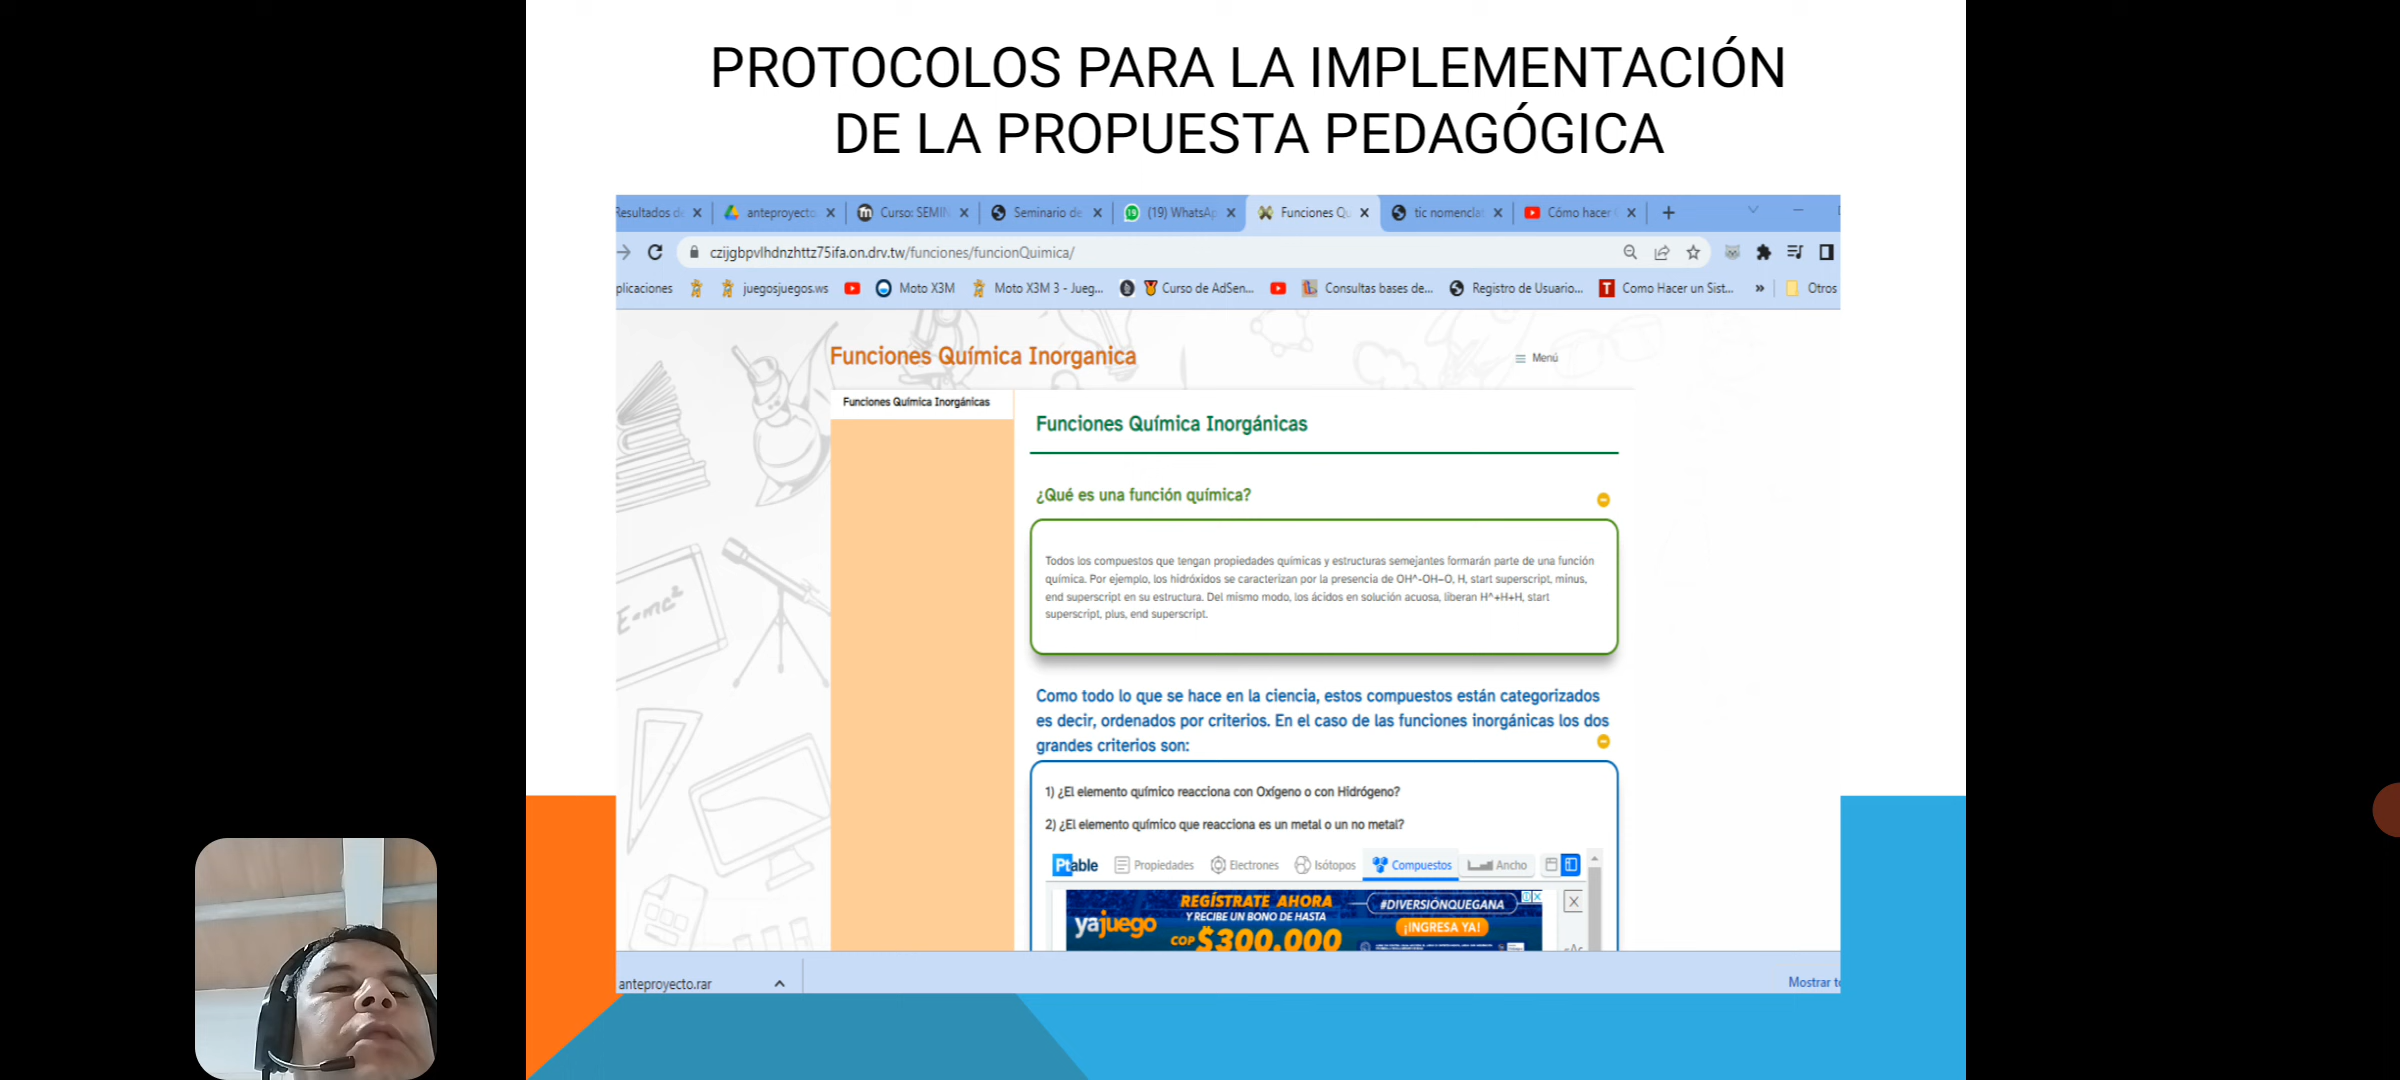 PROTOCOLOS PARA LA IMPLEMENTACIÓN
DE LA PROPUESTA PEDAGÓGICA
Resultados de
anteproyecto
Curso: SEMIN
Seminario de
(19) WhatsAp
Funciones Qu
tic nomencla
Cómo hacer
czijgbpvlhdnzhttz75ifa.on.drv.tw/funciones/funcionQuimica/
plicaciones
juegosjuegos.ws
Moto X3M
Moto X3M 3 - Jueg...
Curso de AdSen...
Consultas bases de...
Registro de Usuario...
Como Hacer un Sist...
»
Otros
Funciones Química Inorganica
Menú
Funciones Química Inorgánicas
Funciones Química Inorgánicas
¿Qué es una función química?
Todos los compuestos que tengan propiedades químicas y estructuras semejantes formarán parte de una función
química. Por ejemplo, los hidróxidos se caracterizan por la presencia de OH^-OH−O, H, start superscript, minus,
end superscript en su estructura. Del mismo modo, los ácidos en solución acuosa, liberan H^+H+H, start
superscript, plus, end superscript.
E=mc²
Como todo lo que se hace en la ciencia, estos compuestos están categorizados
es decir, ordenados por criterios. En el caso de las funciones inorgánicas los dos
grandes criterios son:
1) ¿El elemento químico reacciona con Oxígeno o con Hidrógeno?
2) ¿El elemento químico que reacciona es un metal o un no metal?
Ptable
Propiedades
Electrones
Isótopos
Compuestos
Ancho
yajuego
REGÍSTRATE AHORA
Y RECIBE UN BONO DE HASTA
COP $300.000
#DIVERSIÓNQUEGANA
¡INGRESA YA!
anteproyecto.rar
Mostrar t